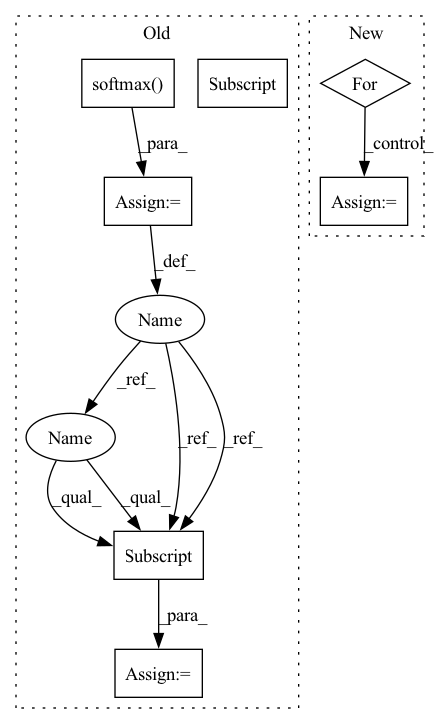 Old
New
softmax()
Subscript
For
_para_
_control_
Assign:=
Assign:=
_def_
Name
_ref_
Name
_ref_
_ref_
_qual_
_qual_
Subscript
_para_
Assign:=